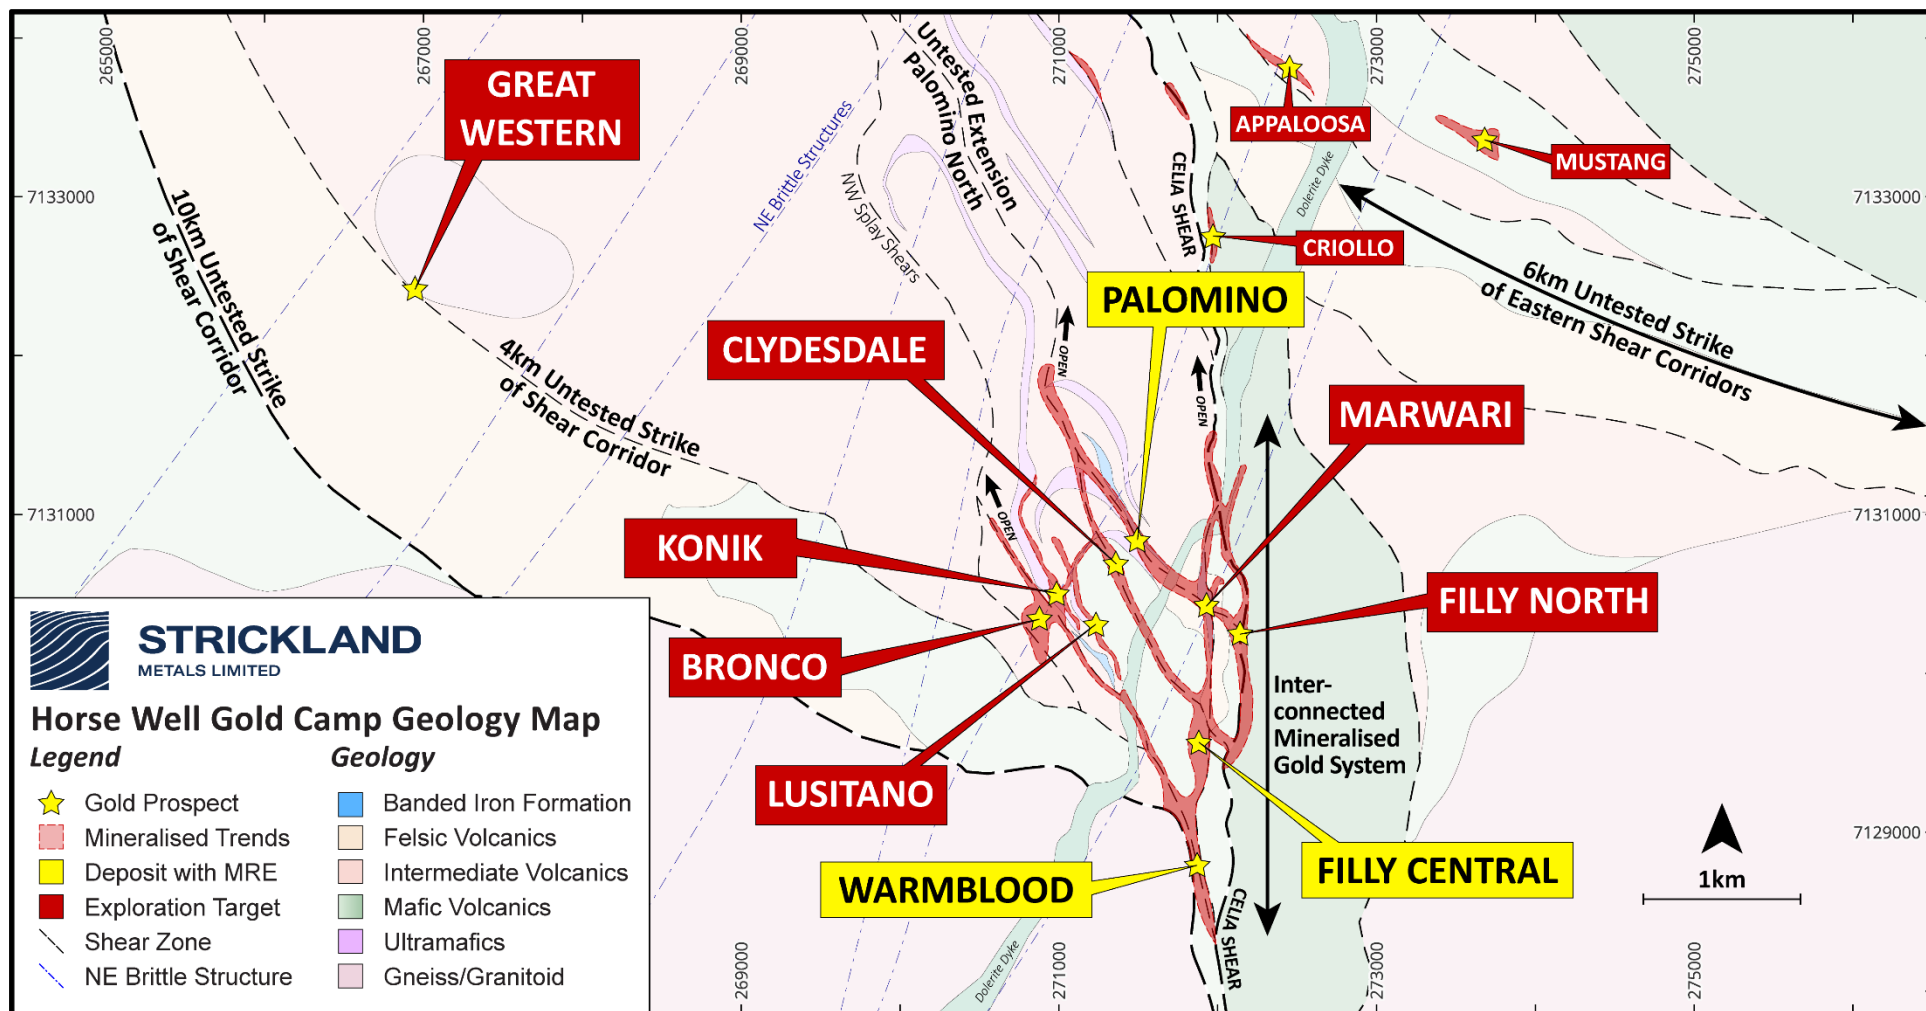 265000
267000
269000
271000
273000
275000
GREAT
WESTERN
Untested Extension
Palomino North
APPALOOSA
MUSTANG
NE Brittle Structures
NW Splay Shears
CELIA SHEAR
Dolerite Dyke
7133000
7133000
10km Untested Strike
of Shear Corridor
CRIOLLO
PALOMINO
6km Untested Strike
of Eastern Shear Corridors
CLYDESDALE
OPEN
OPEN
4km Untested Strike
of Shear Corridor
MARWARI
7131000
7131000
OPEN
KONIK
FILLY NORTH
BRONCO
Inter-
connected
Mineralised
Gold System
LUSITANO
7129000
FILLY CENTRAL
WARMBLOOD
1km
CELIA SHEAR
Dolerite Dyke
269000
271000
273000
275000
STRICKLAND
METALS LIMITED
Horse Well Gold Camp Geology Map
Legend
Gold Prospect
Mineralised Trends
Deposit with MRE
Exploration Target
Shear Zone
NE Brittle Structure
Geology
Banded Iron Formation
Felsic Volcanics
Intermediate Volcanics
Mafic Volcanics
Ultramafics
Gneiss/Granitoid